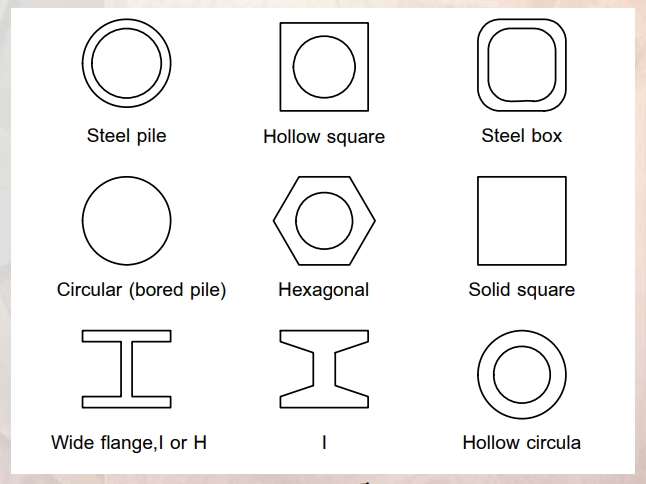 Steel pile
Hollow square
Steel box
Circular (bored pile)
Hexagonal
Solid square
Wide flange,I or H
I
Hollow circula